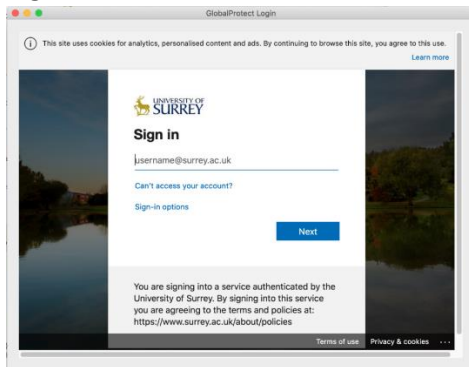 GlobalProtect Login
This site uses cookies for analytics, personalised content and ads. By continuing to browse this site, you agree to this use.
Learn more
UNIVERSITY OF
SURREY
Sign in
username@surrey.ac.uk
Can't access your account?
Sign-in options
Next
You are signing into a service authenticated by the
University of Surrey. By signing into this service
you are agreeing to the terms and policies at:
https://www.surrey.ac.uk/about/policies
Terms of use Privacy & cookies ...